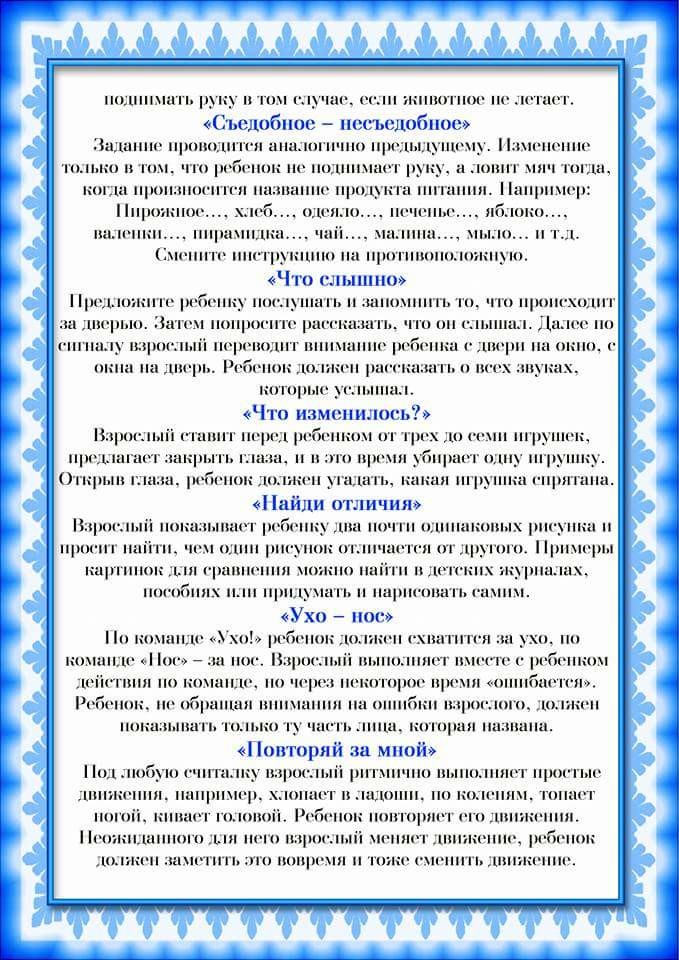 поднимать руку в том случае, если животное не летает.
«Съедобное – несъедобное»
Задание проводится аналогично предыдущему. Изменение
только в том, что ребенок не поднимает руку, а ловит мяч тогда,
когда произносится название продукта питания. Например:
Пирожное…, хлеб…, одеяло…, печенье…, яблоко…,
валенки…, пирамидка…, чай…, малина…, мыло… и т.д.
Смените инструкцию на противоположную.
«Что слышно»
Предложите ребенку послушать и запомнить то, что происходит
за дверью. Затем попросите рассказать, что он слышал. Далее по
сигналу взрослый переводит внимание ребенка с двери на окно, с
окна на дверь. Ребенок должен рассказать о всех звуках,
которые услышал.
«Что изменилось?»
Взрослый ставит перед ребенком от трех до семи игрушек,
предлагает закрыть глаза, и в это время убирает одну игрушку.
Открыв глаза, ребенок должен угадать, какая игрушка спрятана.
«Найди отличия»
Взрослый показывает ребенку два почти одинаковых рисунка и
просит найти, чем один рисунок отличается от другого. Примеры
картинок для сравнения можно найти в детских журналах,
пособиях или придумать и нарисовать самим.
«Ухо – нос»
По команде «Ухо!» ребенок должен схватится за ухо, по
команде «Нос» – за нос. Взрослый выполняет вместе с ребенком
действия по команде, но через некоторое время «ошибается».
Ребенок, не обращая внимания на ошибки взрослого, должен
показывать только ту часть лица, которая названа.
«Повторяй за мной»
Под любую считалку взрослый ритмично выполняет простые
движения, например, хлопает в ладоши, по коленям, топает
ногой, кивает головой. Ребенок повторяет его движения.
Неожиданного для него взрослый меняет движение, ребенок
должен заметить это вовремя и тоже сменить движение.